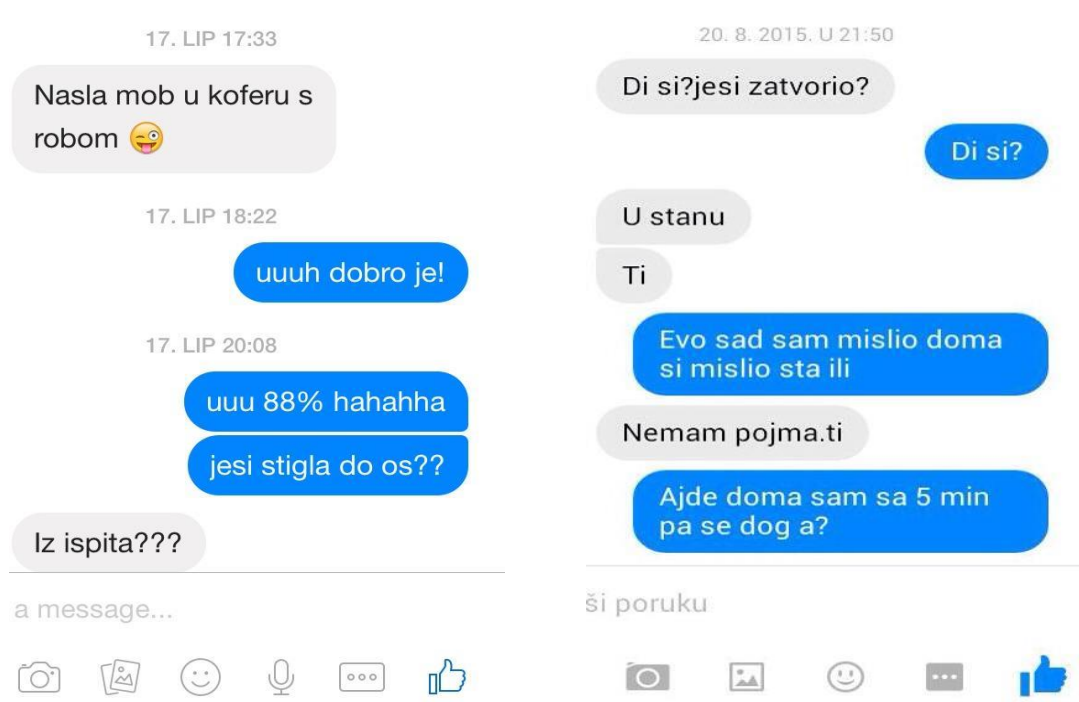 17. LIP 17:33
Nasla mob u koferu s
robom 😜
17. LIP 18:22
uuuh dobro je!
17. LIP 20:08
uuu 88% hahahha
jesi stigla do os??
Iz ispita???
a message...
20. 8. 2015. U 21:50
Di si?jesi zatvorio?
Di si?
U stanu
Ti
Evo sad sam mislio doma
si mislio sta ili
Nemam pojma.ti
Ajde doma sam sa 5 min
pa se dog a?
ši poruku